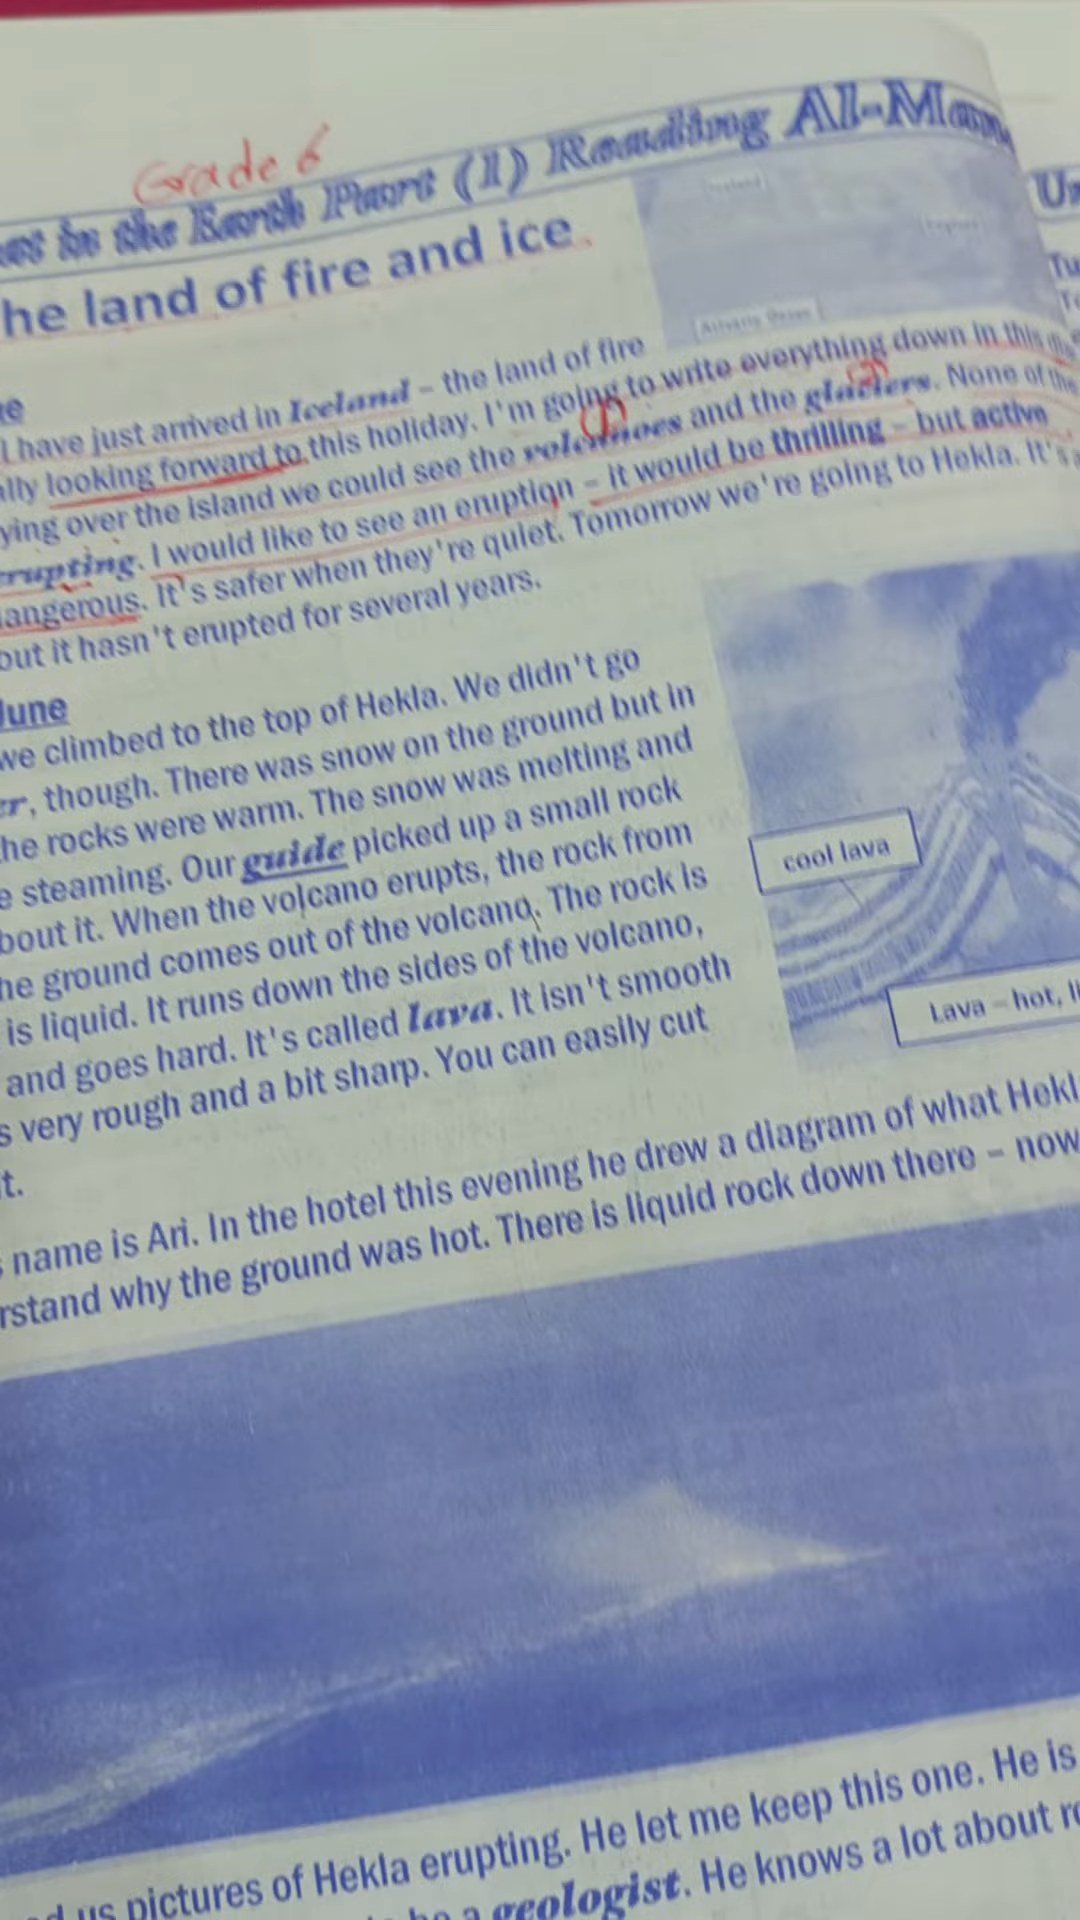 Grade 6
in the Earth Part (1) Reading Al-Man
he land of fire and ice
Iceland
Atlantic Ocean
I have just arrived in Iceland – the land of fire
lly looking forward to this holiday. I'm going to write everything down in this
ying over the island we could see the volcanoes and the glaciers. None of the
rupting. I would like to see an eruption – it would be thrilling – but active
angerous. It's safer when they're quiet. Tomorrow we're going to Hekla. It's a
out it hasn't erupted for several years.
June
we climbed to the top of Hekla. We didn't go
er, though. There was snow on the ground but in
he rocks were warm. The snow was melting and
e steaming. Our guide picked up a small rock
bout it. When the volcano erupts, the rock from
he ground comes out of the volcano. The rock is
is liquid. It runs down the sides of the volcano,
and goes hard. It's called lava. It isn't smooth
s very rough and a bit sharp. You can easily cut
t.
cool lava
Lava – hot, li
s name is Ari. In the hotel this evening he drew a diagram of what Hekl
rstand why the ground was hot. There is liquid rock down there – now
d us pictures of Hekla erupting. He let me keep this one. He is
be a geologist. He knows a lot about ro
Un
Tu